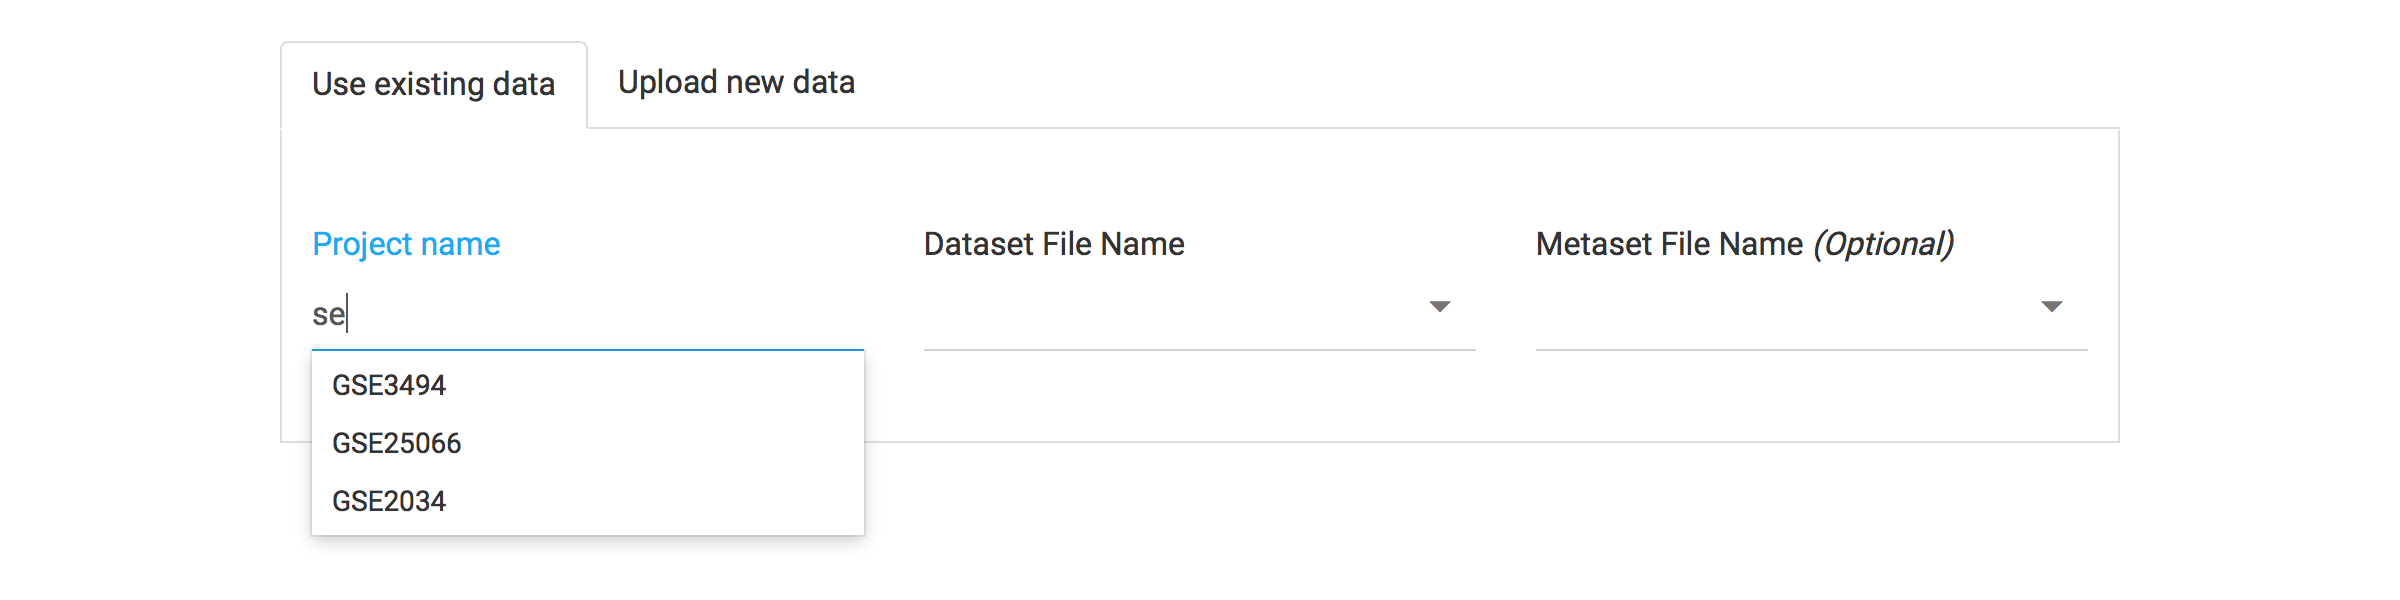 Use existing data
Upload new data
Project name
Dataset File Name
Metaset File Name (Optional)
se
GSE3494
GSE25066
GSE2034